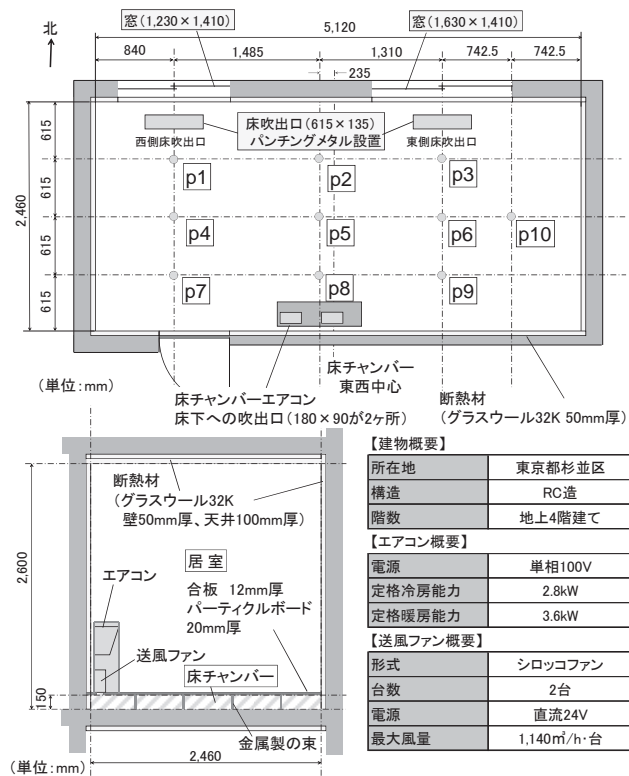 窓(1,230×1,410)
窓(1,630×1,410)
北
5,120
840
1,485
1,310
742.5
742.5
235
615
615
615
615
2,460
床吹出口(615×135)
パンチングメタル設置
西側床吹出口
東側床吹出口
p1
p2
p3
p4
p5
p6
p10
p7
p8
p9
(単位:mm)
床チャンバーエアコン
床下への吹出口(180×90が2ヶ所)
床チャンバー
東西中心
断熱材
(グラスウール32K 50mm厚)
断熱材
(グラスウール32K
壁50mm厚、天井100mm厚)
2,600
居室
エアコン
合板 12mm厚
パーティクルボード
20mm厚
送風ファン
床チャンバー
150
金属製の束
2,460
(単位:mm)
【建物概要】
所在地 東京都杉並区
構造 RC造
階数 地上4階建て
【エアコン概要】
電源 単相100V
定格冷房能力 2.8kW
定格暖房能力 3.6kW
【送風ファン概要】
形式 シロッコファン
台数 2台
電源 直流24V
最大風量 1,140㎥/h・台